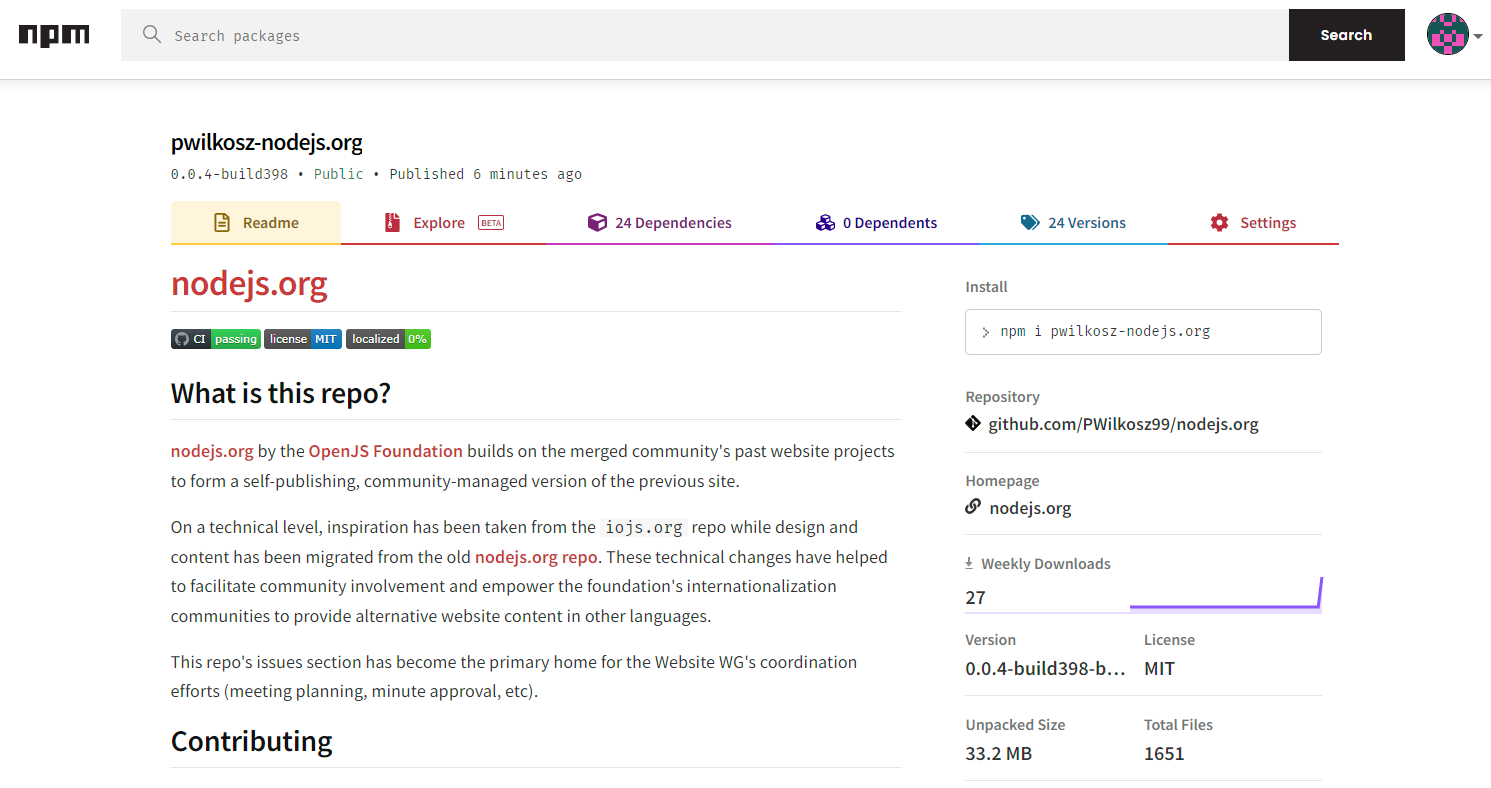 npm
Search packages
Search
pwilkosz-nodejs.org
0.0.4-build398 • Public • Published 6 minutes ago
Readme
Explore BETA
24 Dependencies
0 Dependents
24 Versions
Settings
nodejs.org
CI passing license MIT localized 0%
What is this repo?
nodejs.org by the OpenJS Foundation builds on the merged community's past website projects
to form a self-publishing, community-managed version of the previous site.
On a technical level, inspiration has been taken from the iojs.org repo while design and
content has been migrated from the old nodejs.org repo. These technical changes have helped
to facilitate community involvement and empower the foundation's internationalization
communities to provide alternative website content in other languages.
This repo's issues section has become the primary home for the Website WG's coordination
efforts (meeting planning, minute approval, etc).
Contributing
Install
> npm i pwilkosz-nodejs.org
Repository
github.com/PWilkosz99/nodejs.org
Homepage
nodejs.org
Weekly Downloads
27
Version
0.0.4-build398-b...
License
MIT
Unpacked Size
33.2 MB
Total Files
1651